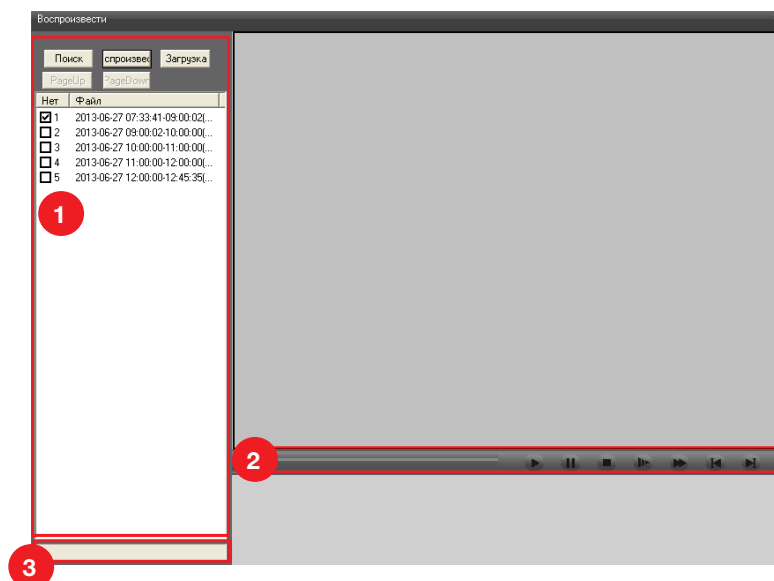 Воспроизвести
Поиск спроизвес Загрузка
PageUp PageDown
Нет Файл
1 2013-06-27 07:33:41-09:00:02(...
2 2013-06-27 09:00:02-10:00:00(...
3 2013-06-27 10:00:00-11:00:00(...
4 2013-06-27 11:00:00-12:00:00(...
5 2013-06-27 12:00:00-12:45:35(...
1
2
3